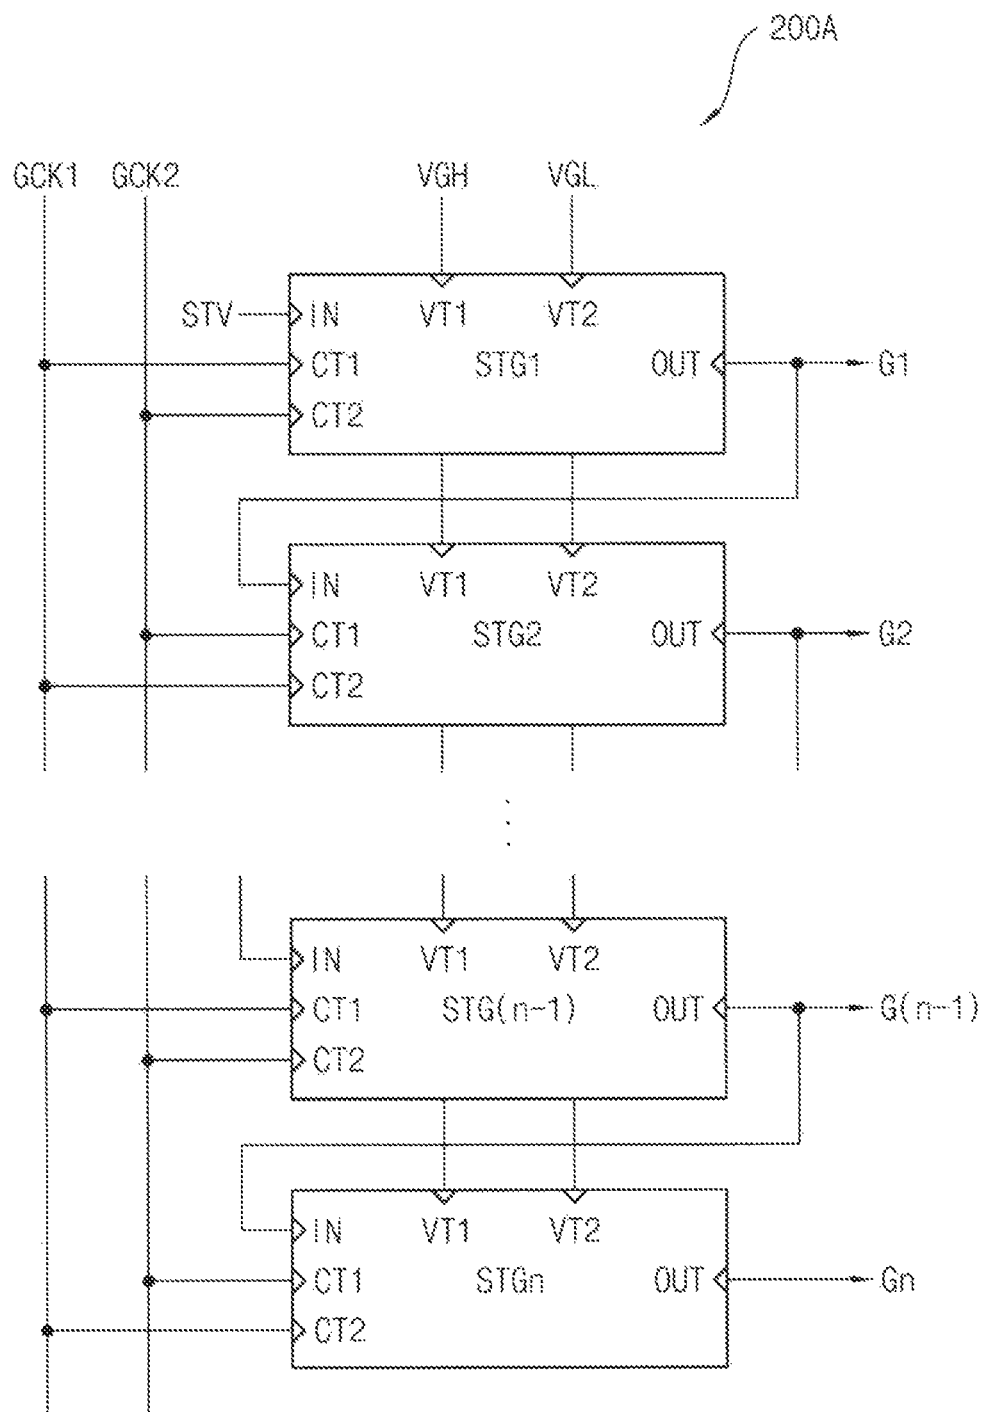 200A
GCK1 GCK2 VGH VGL
STV IN VT1 VT2
CT1 STG1 OUT G1
CT2
IN VT1 VT2
CT1 STG2 OUT G2
CT2
IN VT1 VT2
CT1 STG(n-1) OUT G(n-1)
CT2
IN VT1 VT2
CT1 STGn OUT Gn
CT2